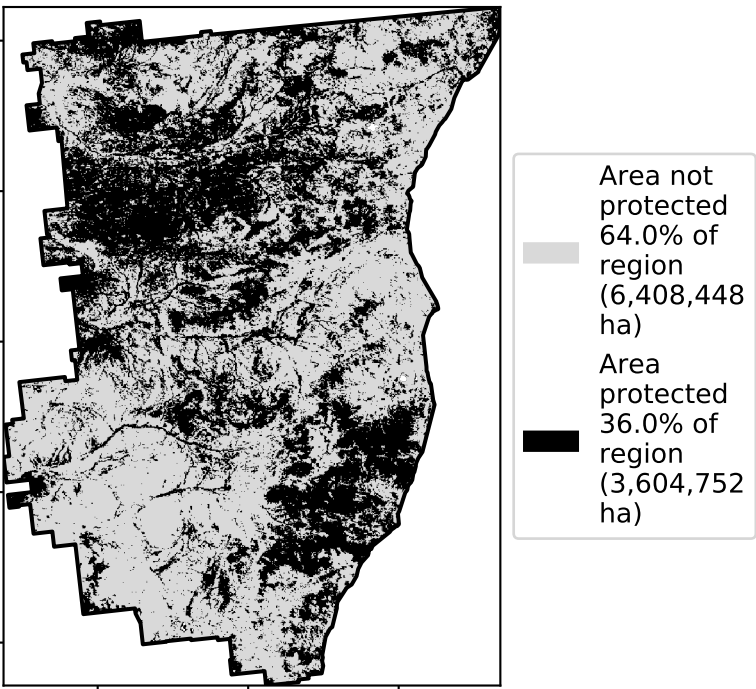 Area not
protected
64.0% of
region
(6,408,448
ha)
Area
protected
36.0% of
region
(3,604,752
ha)